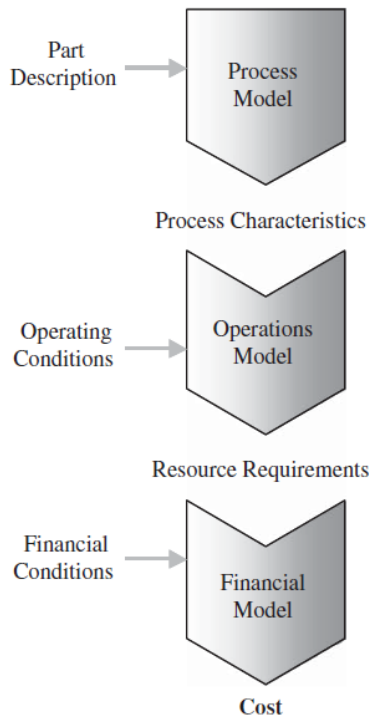 Part
Description
Process
Model
Process Characteristics
Operating
Conditions
Operations
Model
Resource Requirements
Financial
Conditions
Financial
Model
Cost